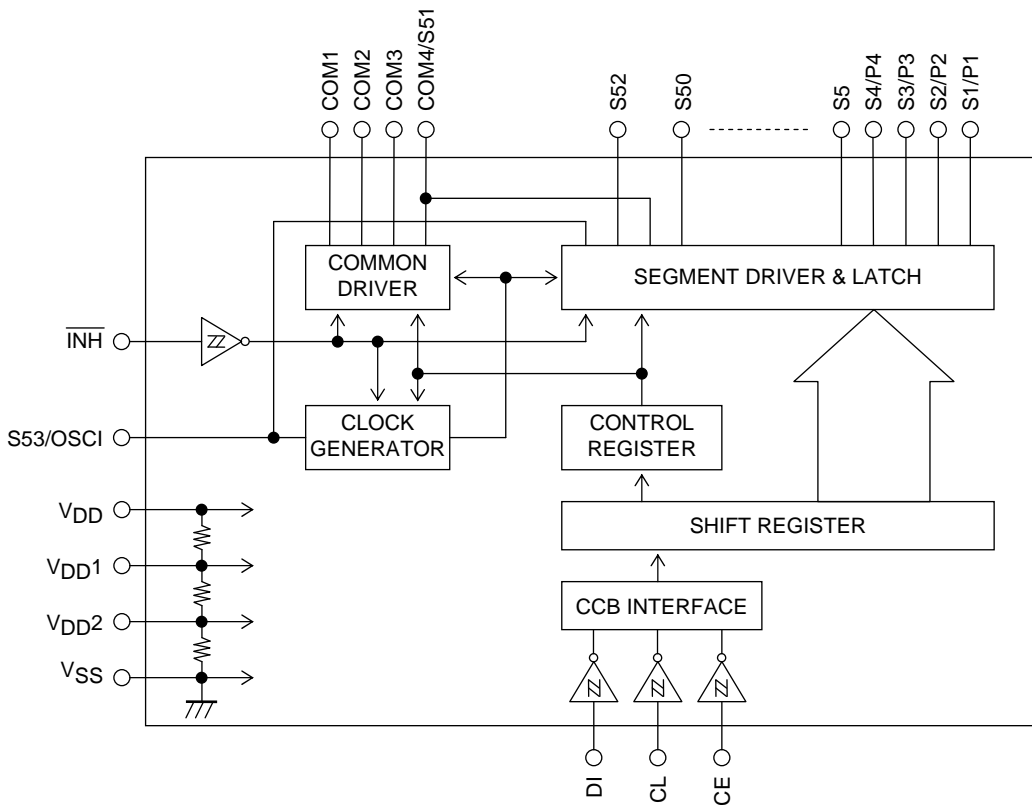 COM1
COM2
COM3
COM4/S51
S52
S50
S5
S4/P4
S3/P3
S2/P2
S1/P1
COMMON
DRIVER
SEGMENT DRIVER & LATCH
INH
S53/OSCI
CLOCK
GENERATOR
CONTROL
REGISTER
VDD
SHIFT REGISTER
VDD1
CCB INTERFACE
VDD2
VSS
DI
CL
CE